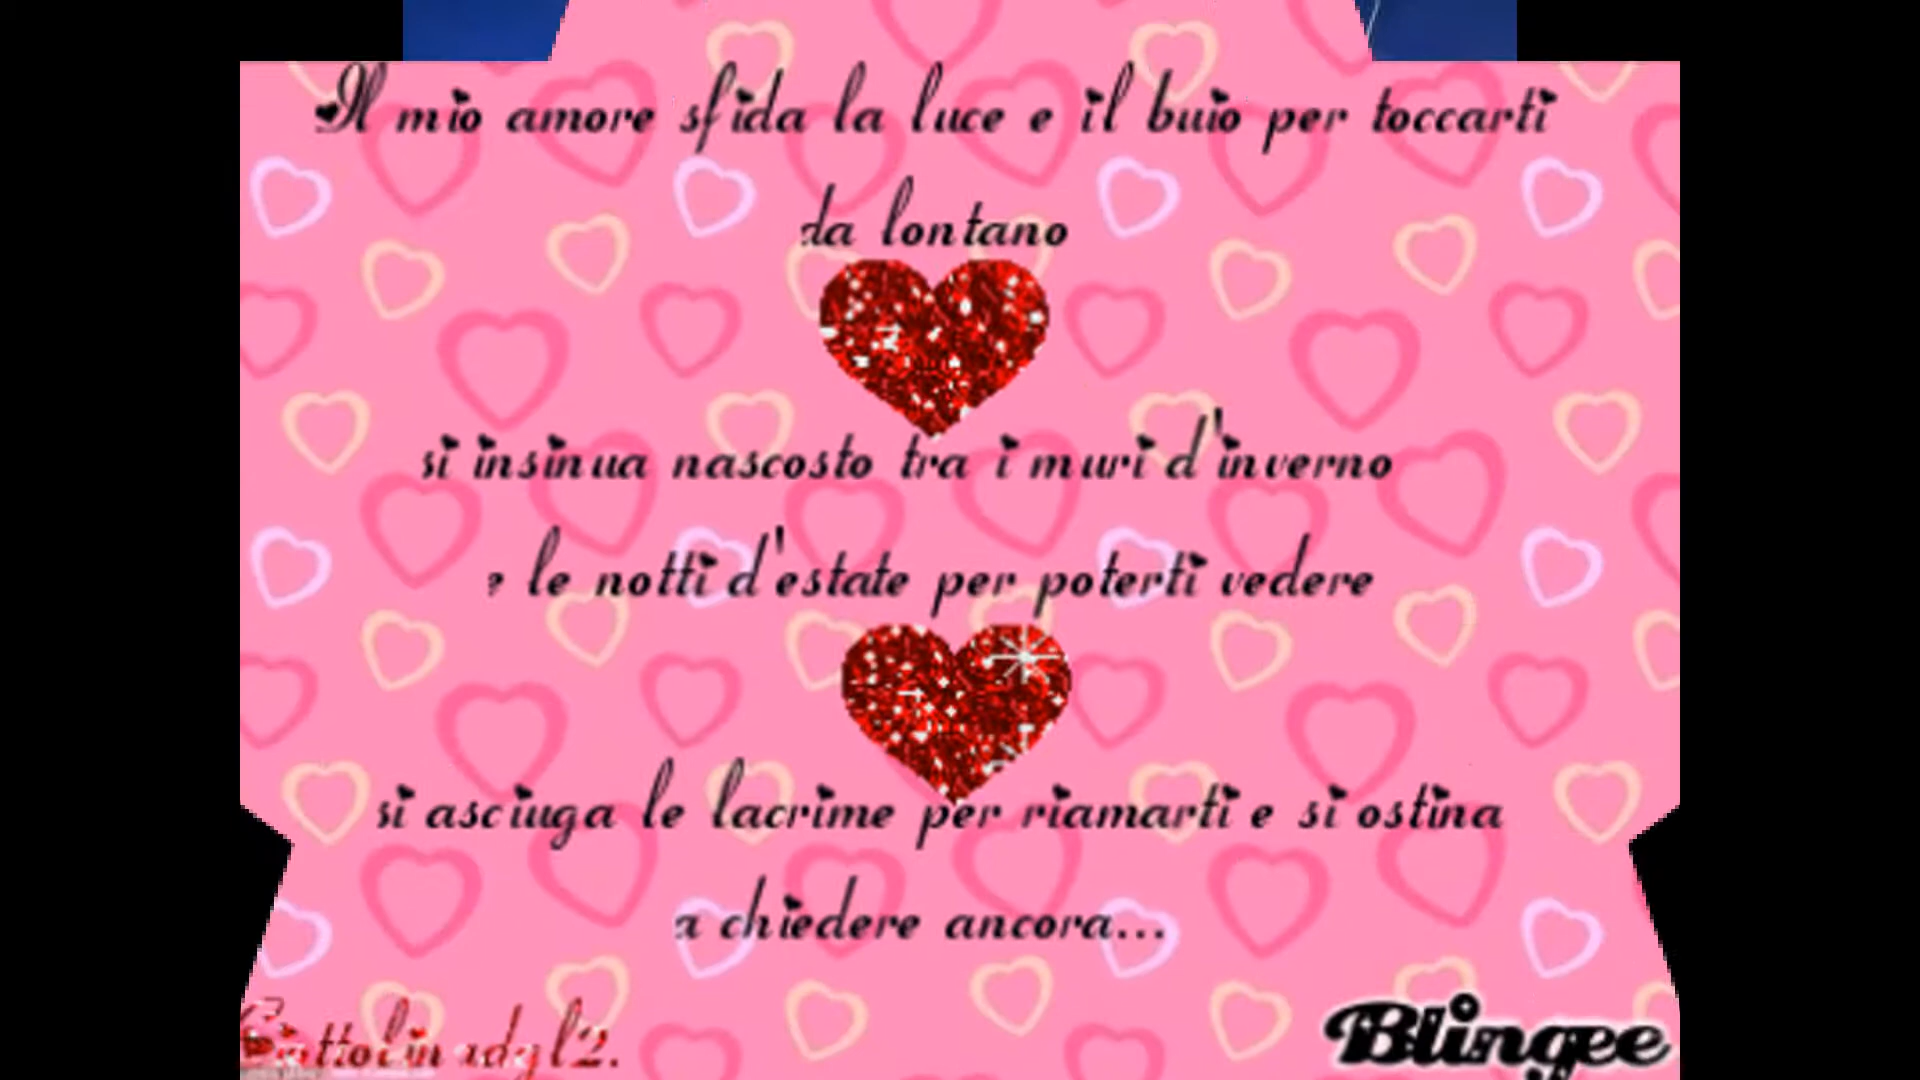 Il mio amore sfida la luce e il buio per toccarti
da lontano
si insinua nascosto tra i muri d'inverno
e le notti d'estate per poterti vedere
si asciuga le lacrime per riamarti e si ostina
a chiedere ancora...
Blingee